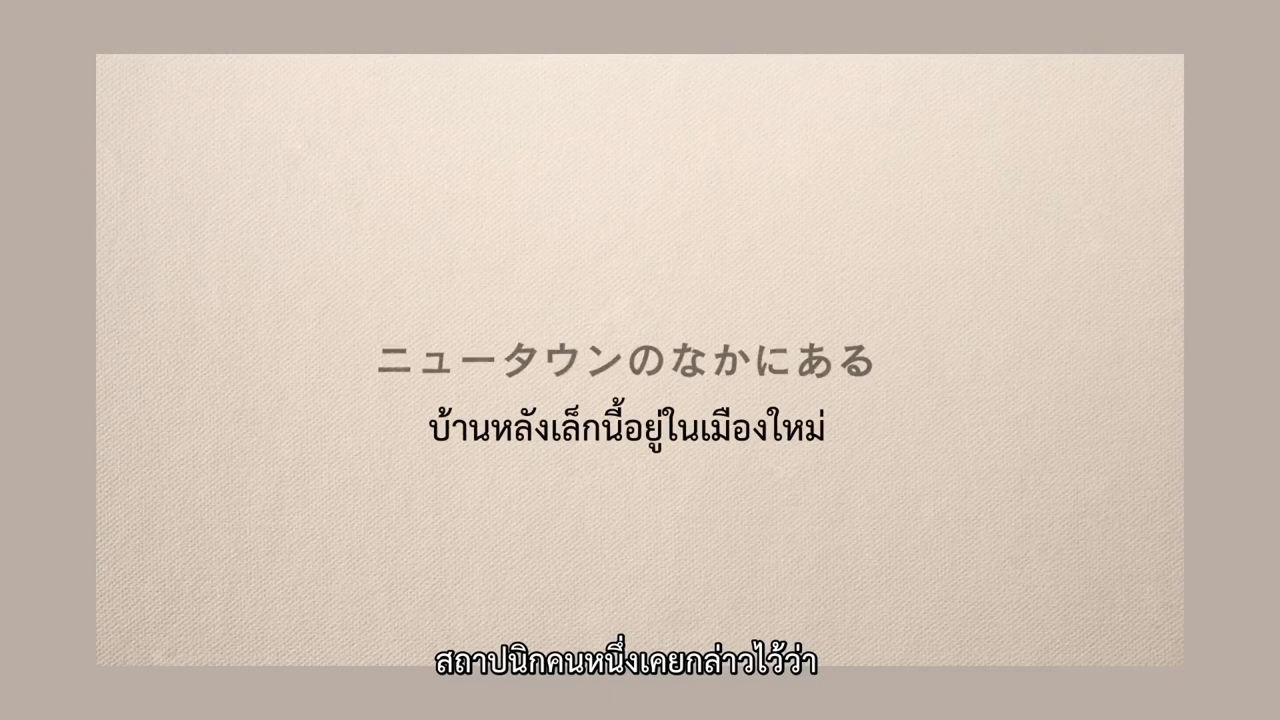 ニュータウンのなかにある
บ้านหลังเล็กนี้อยู่ในเมืองใหม่
สถาปนิกคนหนึ่งเคยกล่าวไว้ว่า